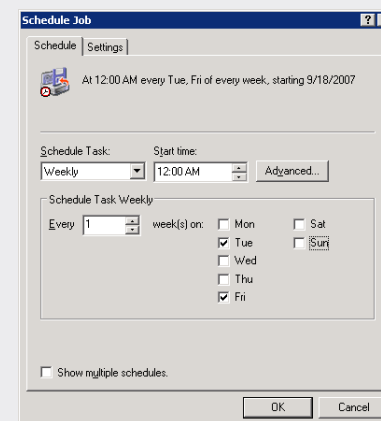 Schedule Job
Schedule Settings
At 12:00 AM every Tue, Fri of every week, starting 9/18/2007
Schedule Task: Start time:
Weekly 12:00 AM Advanced...
Schedule Task Weekly
Every 1 week(s) on: Mon Sat
Tue Sun
Wed
Thu
Fri
Show multiple schedules.
OK Cancel